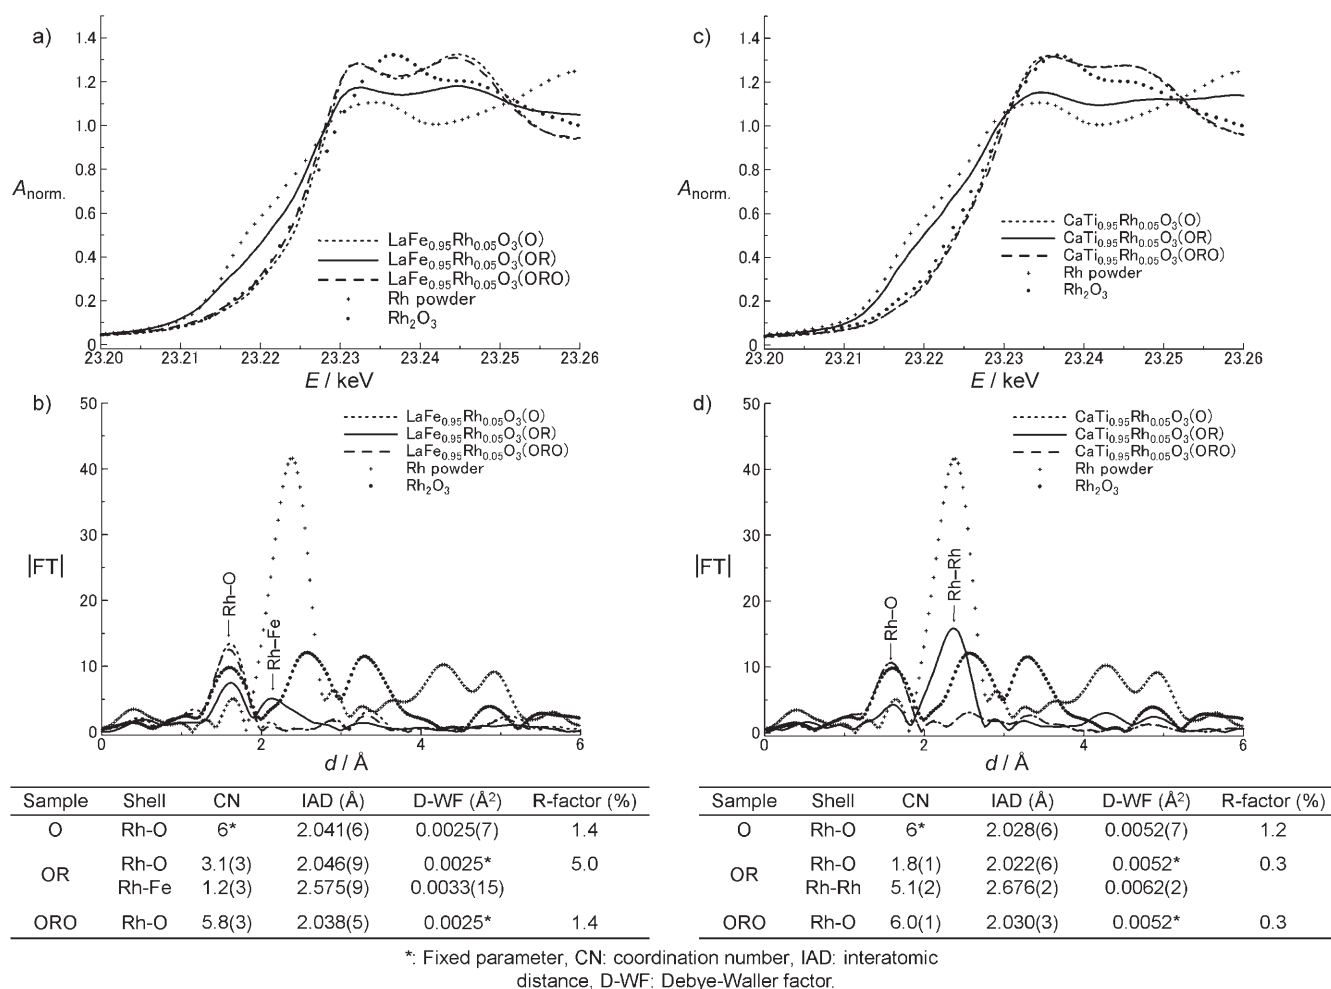 a)
1.4
1.2
1.0
A norm.
0.8
0.6
0.4
0.2
0
LaFe0.95Rh0.05O3(O)
LaFe0.95Rh0.05O3(OR)
LaFe0.95Rh0.05O3(ORO)
Rh powder
Rh2O3
23.20 23.21 23.22 23.23 23.24 23.25 23.26
E / keV
c)
1.4
1.2
1.0
A norm.
0.8
0.6
0.4
0.2
0
CaTi0.95Rh0.05O3(O)
CaTi0.95Rh0.05O3(OR)
CaTi0.95Rh0.05O3(ORO)
Rh powder
Rh2O3
23.20 23.21 23.22 23.23 23.24 23.25 23.26
E / keV
b)
50
40
30
|FT|
20
10
0
LaFe0.95Rh0.05O3(O)
LaFe0.95Rh0.05O3(OR)
LaFe0.95Rh0.05O3(ORO)
Rh powder
Rh2O3
Rh–O
Rh–Fe
0 2 4 6
d / Å
d)
50
40
30
|FT|
20
10
0
CaTi0.95Rh0.05O3(O)
CaTi0.95Rh0.05O3(OR)
CaTi0.95Rh0.05O3(ORO)
Rh powder
Rh2O3
Rh–O
Rh–Rh
0 2 4 6
d / Å
Sample Shell CN IAD (Å) D-WF (Å2) R-factor (%)
O Rh-O 6* 2.041(6) 0.0025(7) 1.4
OR Rh-O 3.1(3) 2.046(9) 0.0025* 5.0
Rh-Fe 1.2(3) 2.575(9) 0.0033(15)
ORO Rh-O 5.8(3) 2.038(5) 0.0025* 1.4
Sample Shell CN IAD (Å) D-WF (Å2) R-factor (%)
O Rh-O 6* 2.028(6) 0.0052(7) 1.2
OR Rh-O 1.8(1) 2.022(6) 0.0052* 0.3
Rh-Rh 5.1(2) 2.676(2) 0.0062(2)
ORO Rh-O 6.0(1) 2.030(3) 0.0052* 0.3
*: Fixed parameter, CN: coordination number, IAD: interatomic
distance, D-WF: Debye-Waller factor.